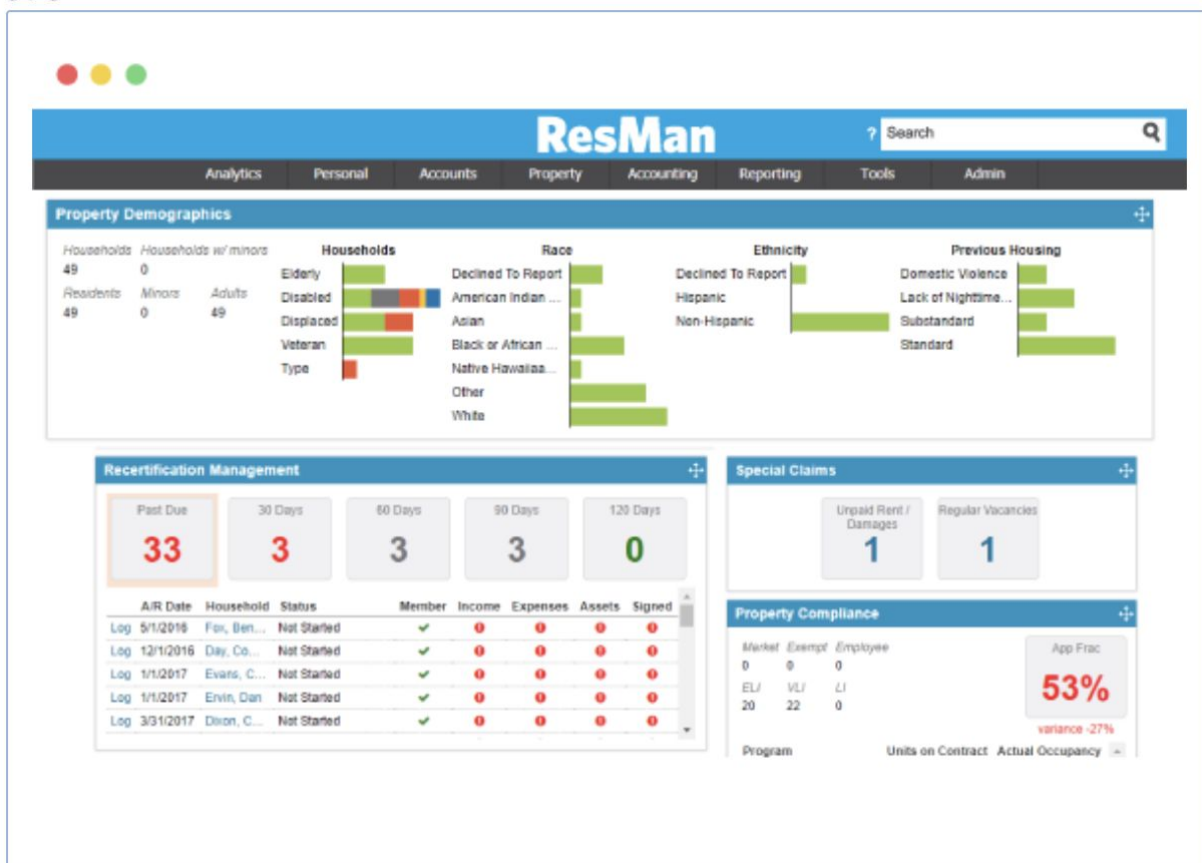 ResMan
? Search
Analytics Personal Accounts Property Accounting Reporting Tools Admin
Property Demographics
Households Households w/ minors
49 0
Residents Minors Adults
49 0 49
Households
Elderly
Disabled
Displaced
Veteran
Type
Race
Declined To Report
American Indian ...
Asian
Black or African ...
Native Hawaiiaa...
Other
White
Ethnicity
Declined To Report
Hispanic
Non-Hispanic
Previous Housing
Domestic Violence
Lack of Nighttime...
Substandard
Standard
Recertification Management
Past Due 30 Days 60 Days 90 Days 120 Days
33 3 3 3 0
A/R Date Household Status Member Income Expenses Assets Signed
Log 5/1/2016 Fox, Ben... Not Started
Log 12/1/2016 Day, Co... Not Started
Log 1/1/2017 Evans, C... Not Started
Log 1/1/2017 Ervin, Dan Not Started
Log 3/31/2017 Dixon, C... Not Started
Special Claims
Unpaid Rent /
Damages
1
Regular Vacancies
1
Property Compliance
Market Exempt Employee
0 0 0
ELI VLI LI
20 22 0
App Frac
53%
variance -27%
Program Units on Contract Actual Occupancy